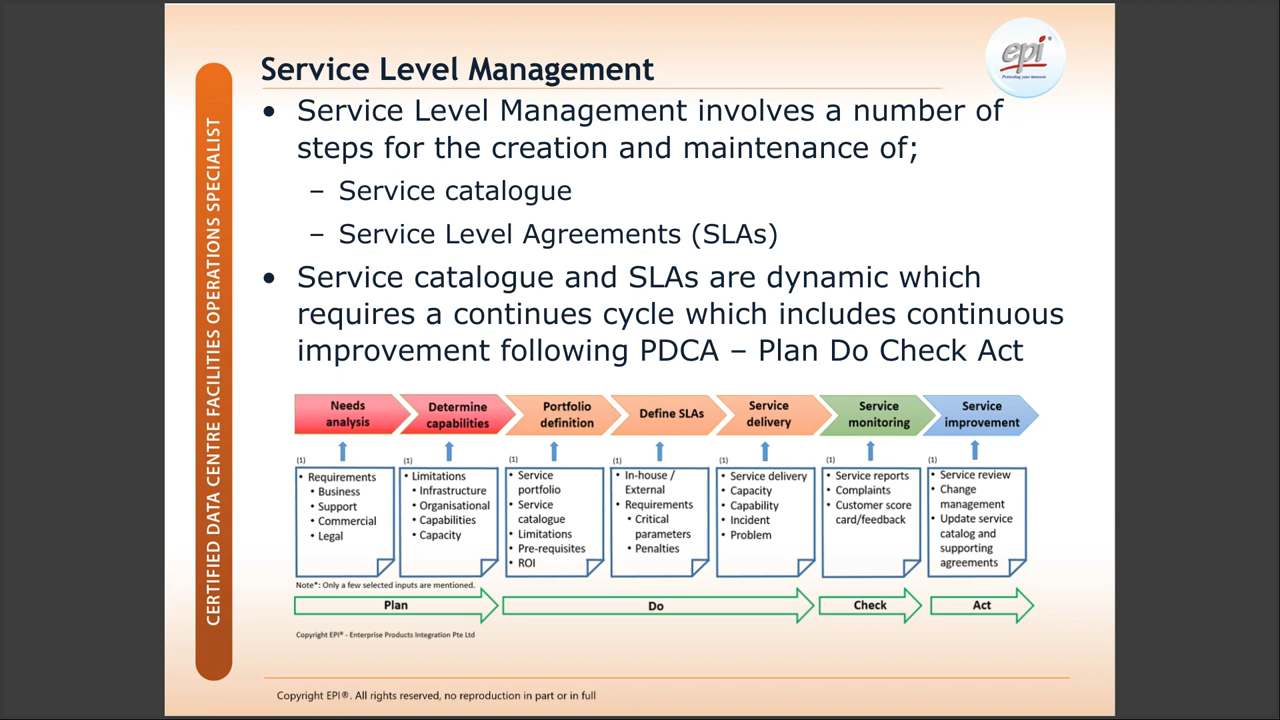 Service Level Management
epi
Protecting your Interests
CERTIFIED DATA CENTRE FACILITIES OPERATIONS SPECIALIST
• Service Level Management involves a number of
steps for the creation and maintenance of;
– Service catalogue
– Service Level Agreements (SLAs)
• Service catalogue and SLAs are dynamic which
requires a continues cycle which includes continuous
improvement following PDCA – Plan Do Check Act
Needs
analysis
Determine
capabilities
Portfolio
definition
Define SLAs
Service
delivery
Service
monitoring
Service
improvement
(1)
• Requirements
• Business
• Support
• Commercial
• Legal
(1)
• Limitations
• Infrastructure
• Organisational
• Capabilities
• Capacity
(1)
• Service
portfolio
• Service
catalogue
• Limitations
• Pre-requisites
• ROI
(1)
• In-house /
External
• Requirements
• Critical
parameters
• Penalties
(1)
• Service delivery
• Capacity
• Capability
• Incident
• Problem
(1)
• Service reports
• Complaints
• Customer score
card/feedback
(1)
• Service review
• Change
management
• Update service
catalog and
supporting
agreements
Note*: Only a few selected inputs are mentioned.
Plan
Do
Check
Act
Copyright EPI® - Enterprise Products Integration Pte Ltd
Copyright EPI®. All rights reserved, no reproduction in part or in full